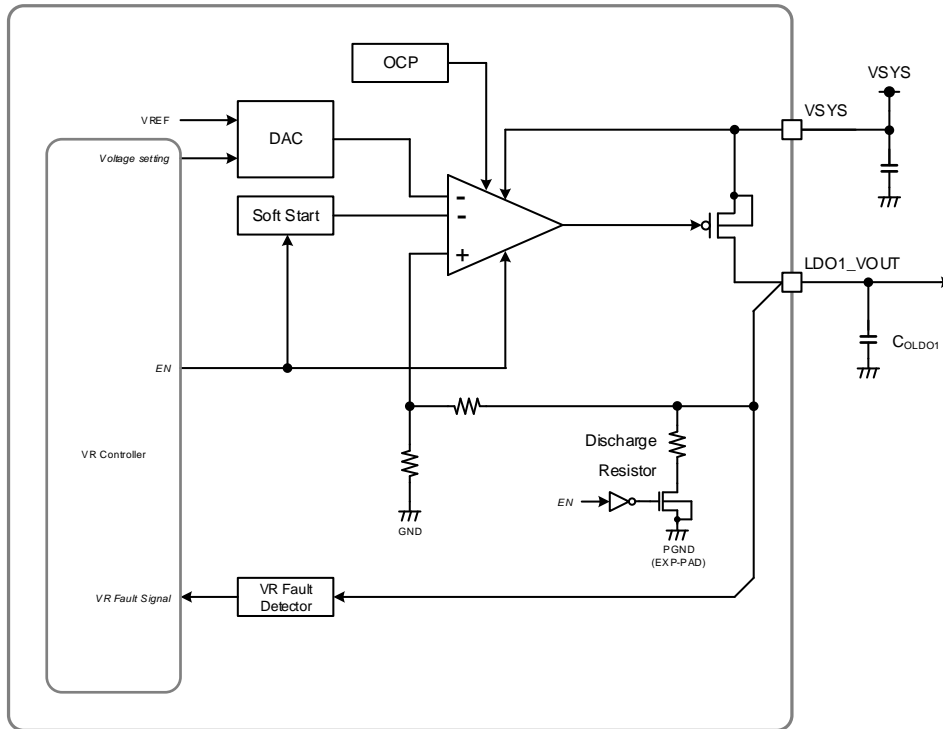 OCP
VSYS
VSYS
VREF
DAC
Voltage setting
Soft Start
-
-
+
LDO1_VOUT
COLDO1
EN
Discharge
Resistor
VR Controller
EN
GND
PGND
(EXP-PAD)
VR Fault Signal
VR Fault
Detector